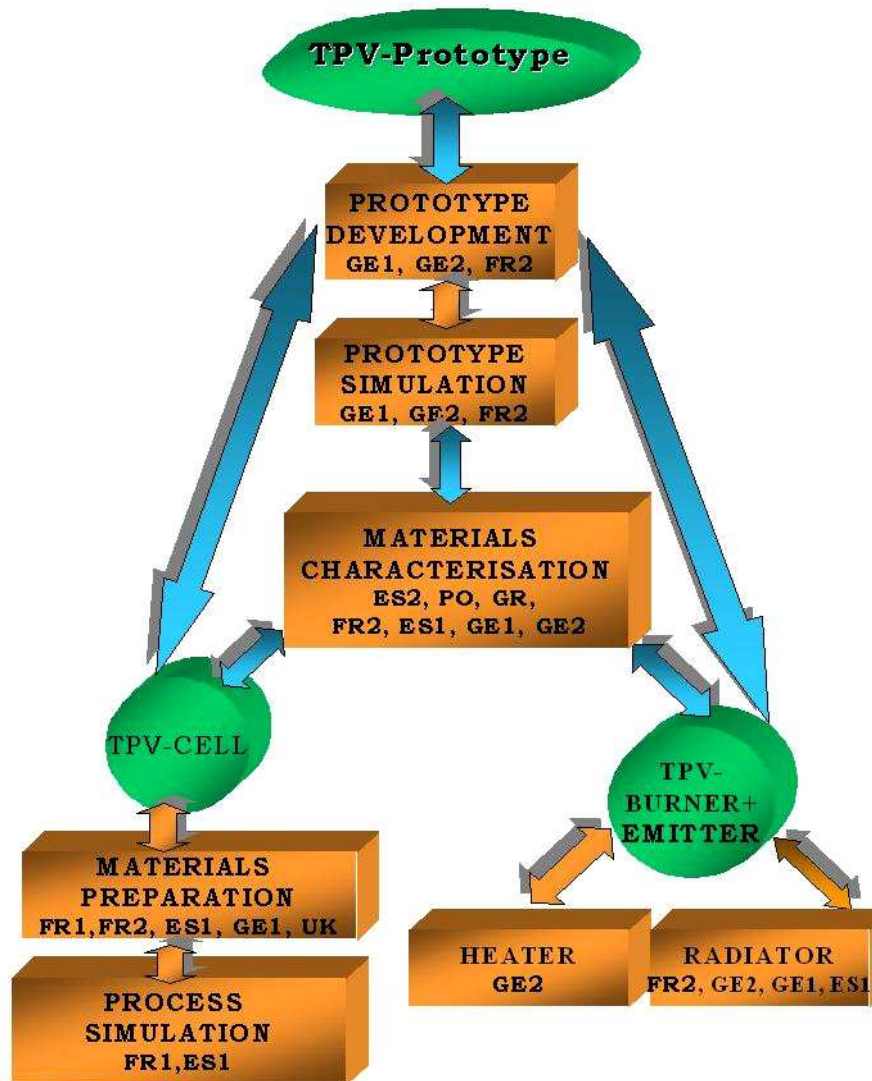 TPV-Prototype
PROTOTYPE
DEVELOPMENT
GE1, GE2, FR2
PROTOTYPE
SIMULATION
GE1, GE2, FR2
MATERIALS
CHARACTERISATION
ES2, PO, GR,
FR2, ES1, GE1, GE2
TPV-CELL
TPV-
BURNER+
EMITTER
MATERIALS
PREPARATION
FR1,FR2, ES1, GE1, UK
HEATER
GE2
RADIATOR
FR2, GE2, GE1, ES1
PROCESS
SIMULATION
FR1,ES1